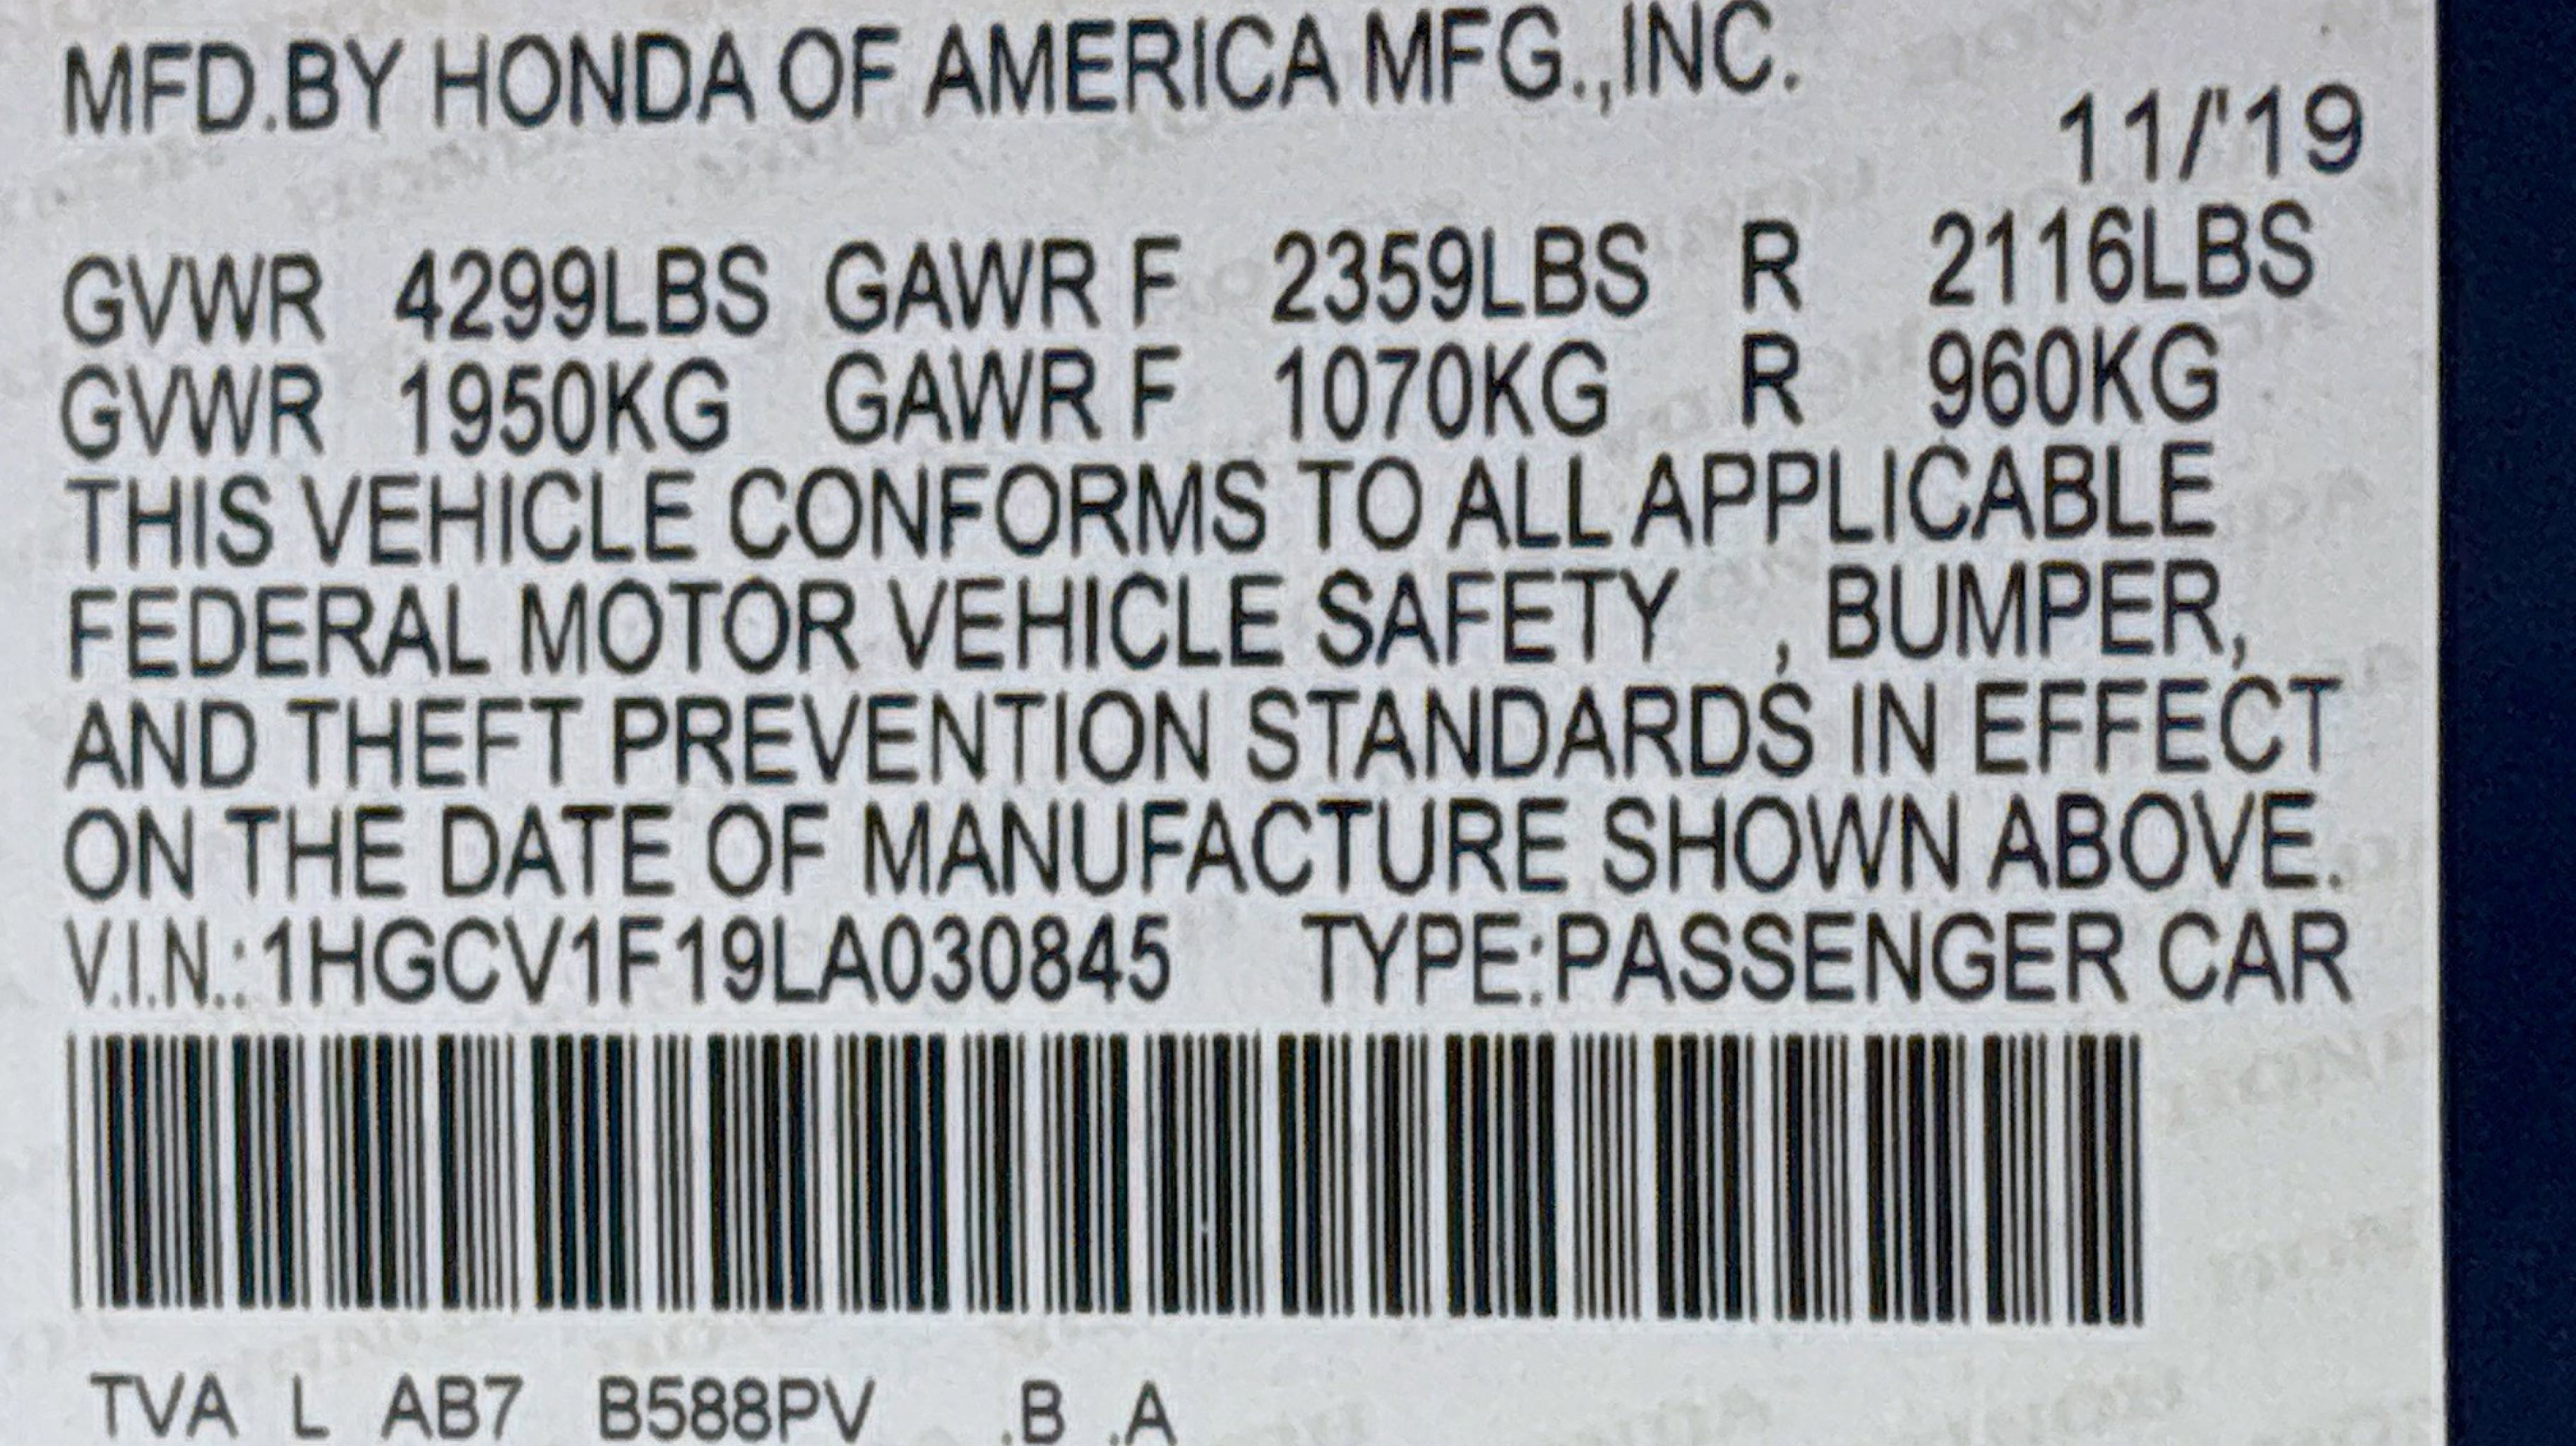 MFD.BY HONDA OF AMERICA MFG.,INC.
11/'19
GVWR 4299LBS GAWR F 2359LBS R 2116LBS
GVWR 1950KG GAWR F 1070KG R 960KG
THIS VEHICLE CONFORMS TO ALL APPLICABLE
FEDERAL MOTOR VEHICLE SAFETY , BUMPER,
AND THEFT PREVENTION STANDARDS IN EFFECT
ON THE DATE OF MANUFACTURE SHOWN ABOVE.
V.I.N.:1HGCV1F19LA030845 TYPE:PASSENGER CAR
TVA L AB7 B588PV .B .A